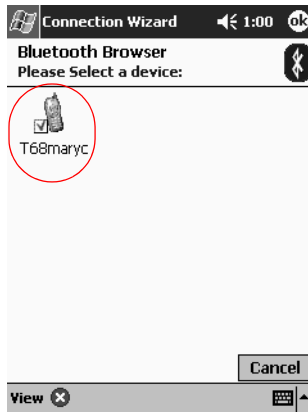 Connection Wizard 1:00 ok
Bluetooth Browser
Please Select a device:
T68maryc
Cancel
View